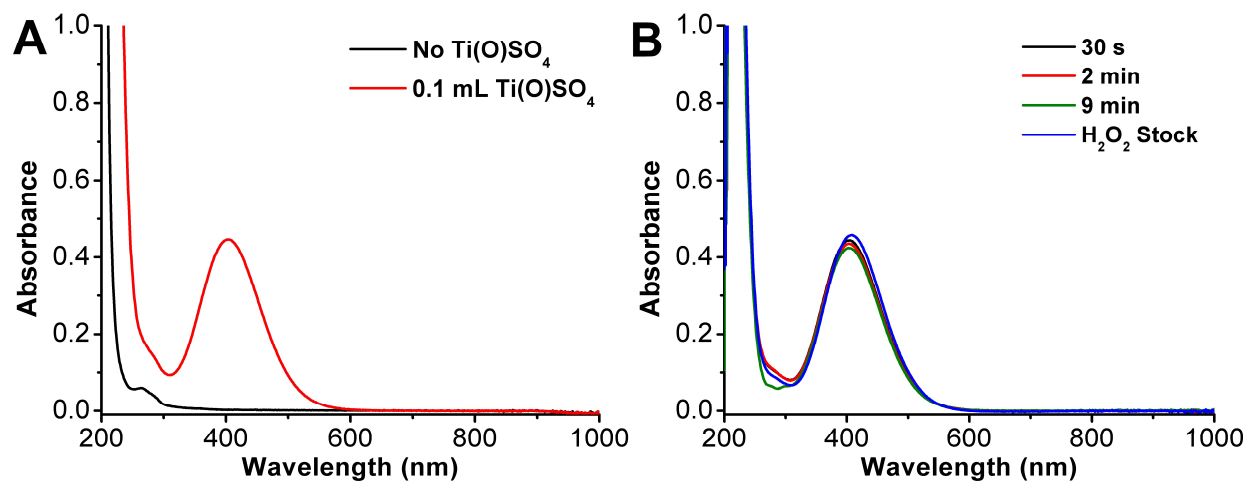 A
No Ti(O)SO₄
0.1 mL Ti(O)SO₄
1.0
0.8
0.6
0.4
0.2
0.0
Absorbance
200 400 600 800 1000
Wavelength (nm)
B
30 s
2 min
9 min
H₂O₂ Stock
1.0
0.8
0.6
0.4
0.2
0.0
Absorbance
200 400 600 800 1000
Wavelength (nm)